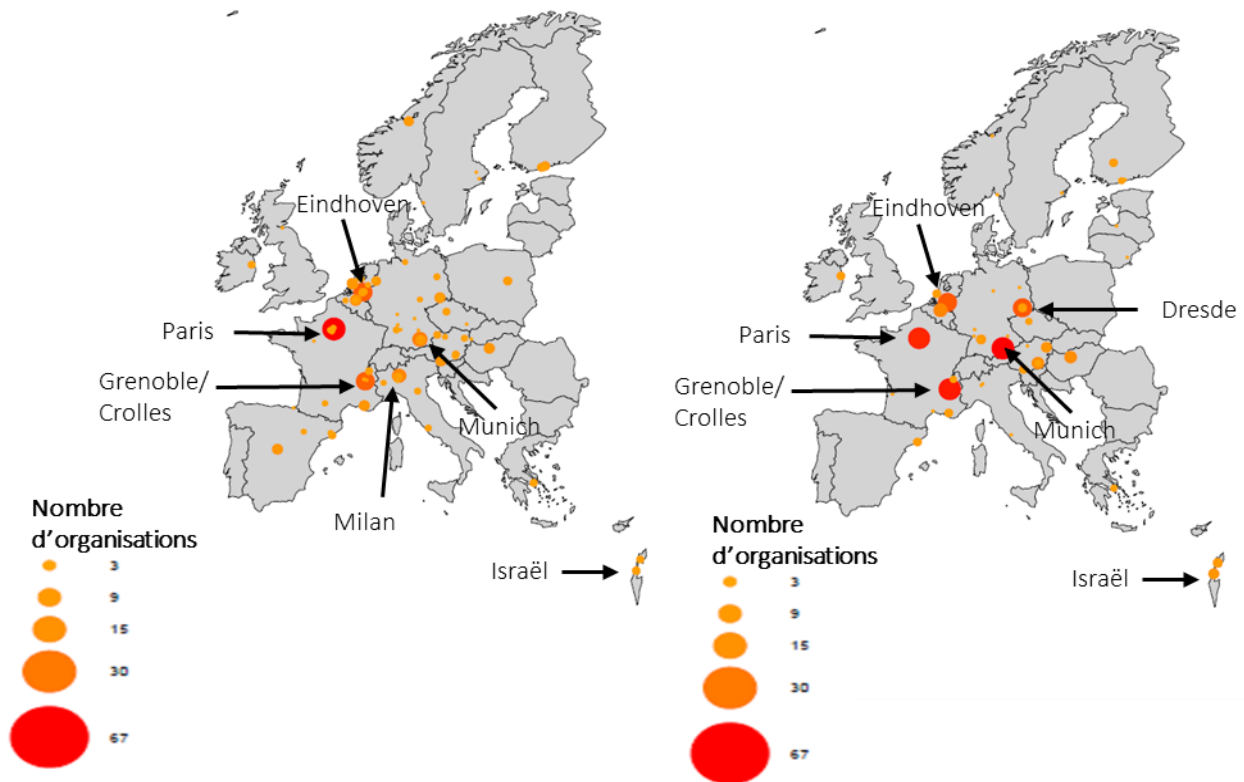 Eindhoven
Paris
Grenoble/
Crolles
Munich
Milan
Israël
Nombre
d'organisations
3
9
15
30
67
Eindhoven
Dresde
Paris
Grenoble/
Crolles
Munich
Israël
Nombre
d'organisations
3
9
15
30
67